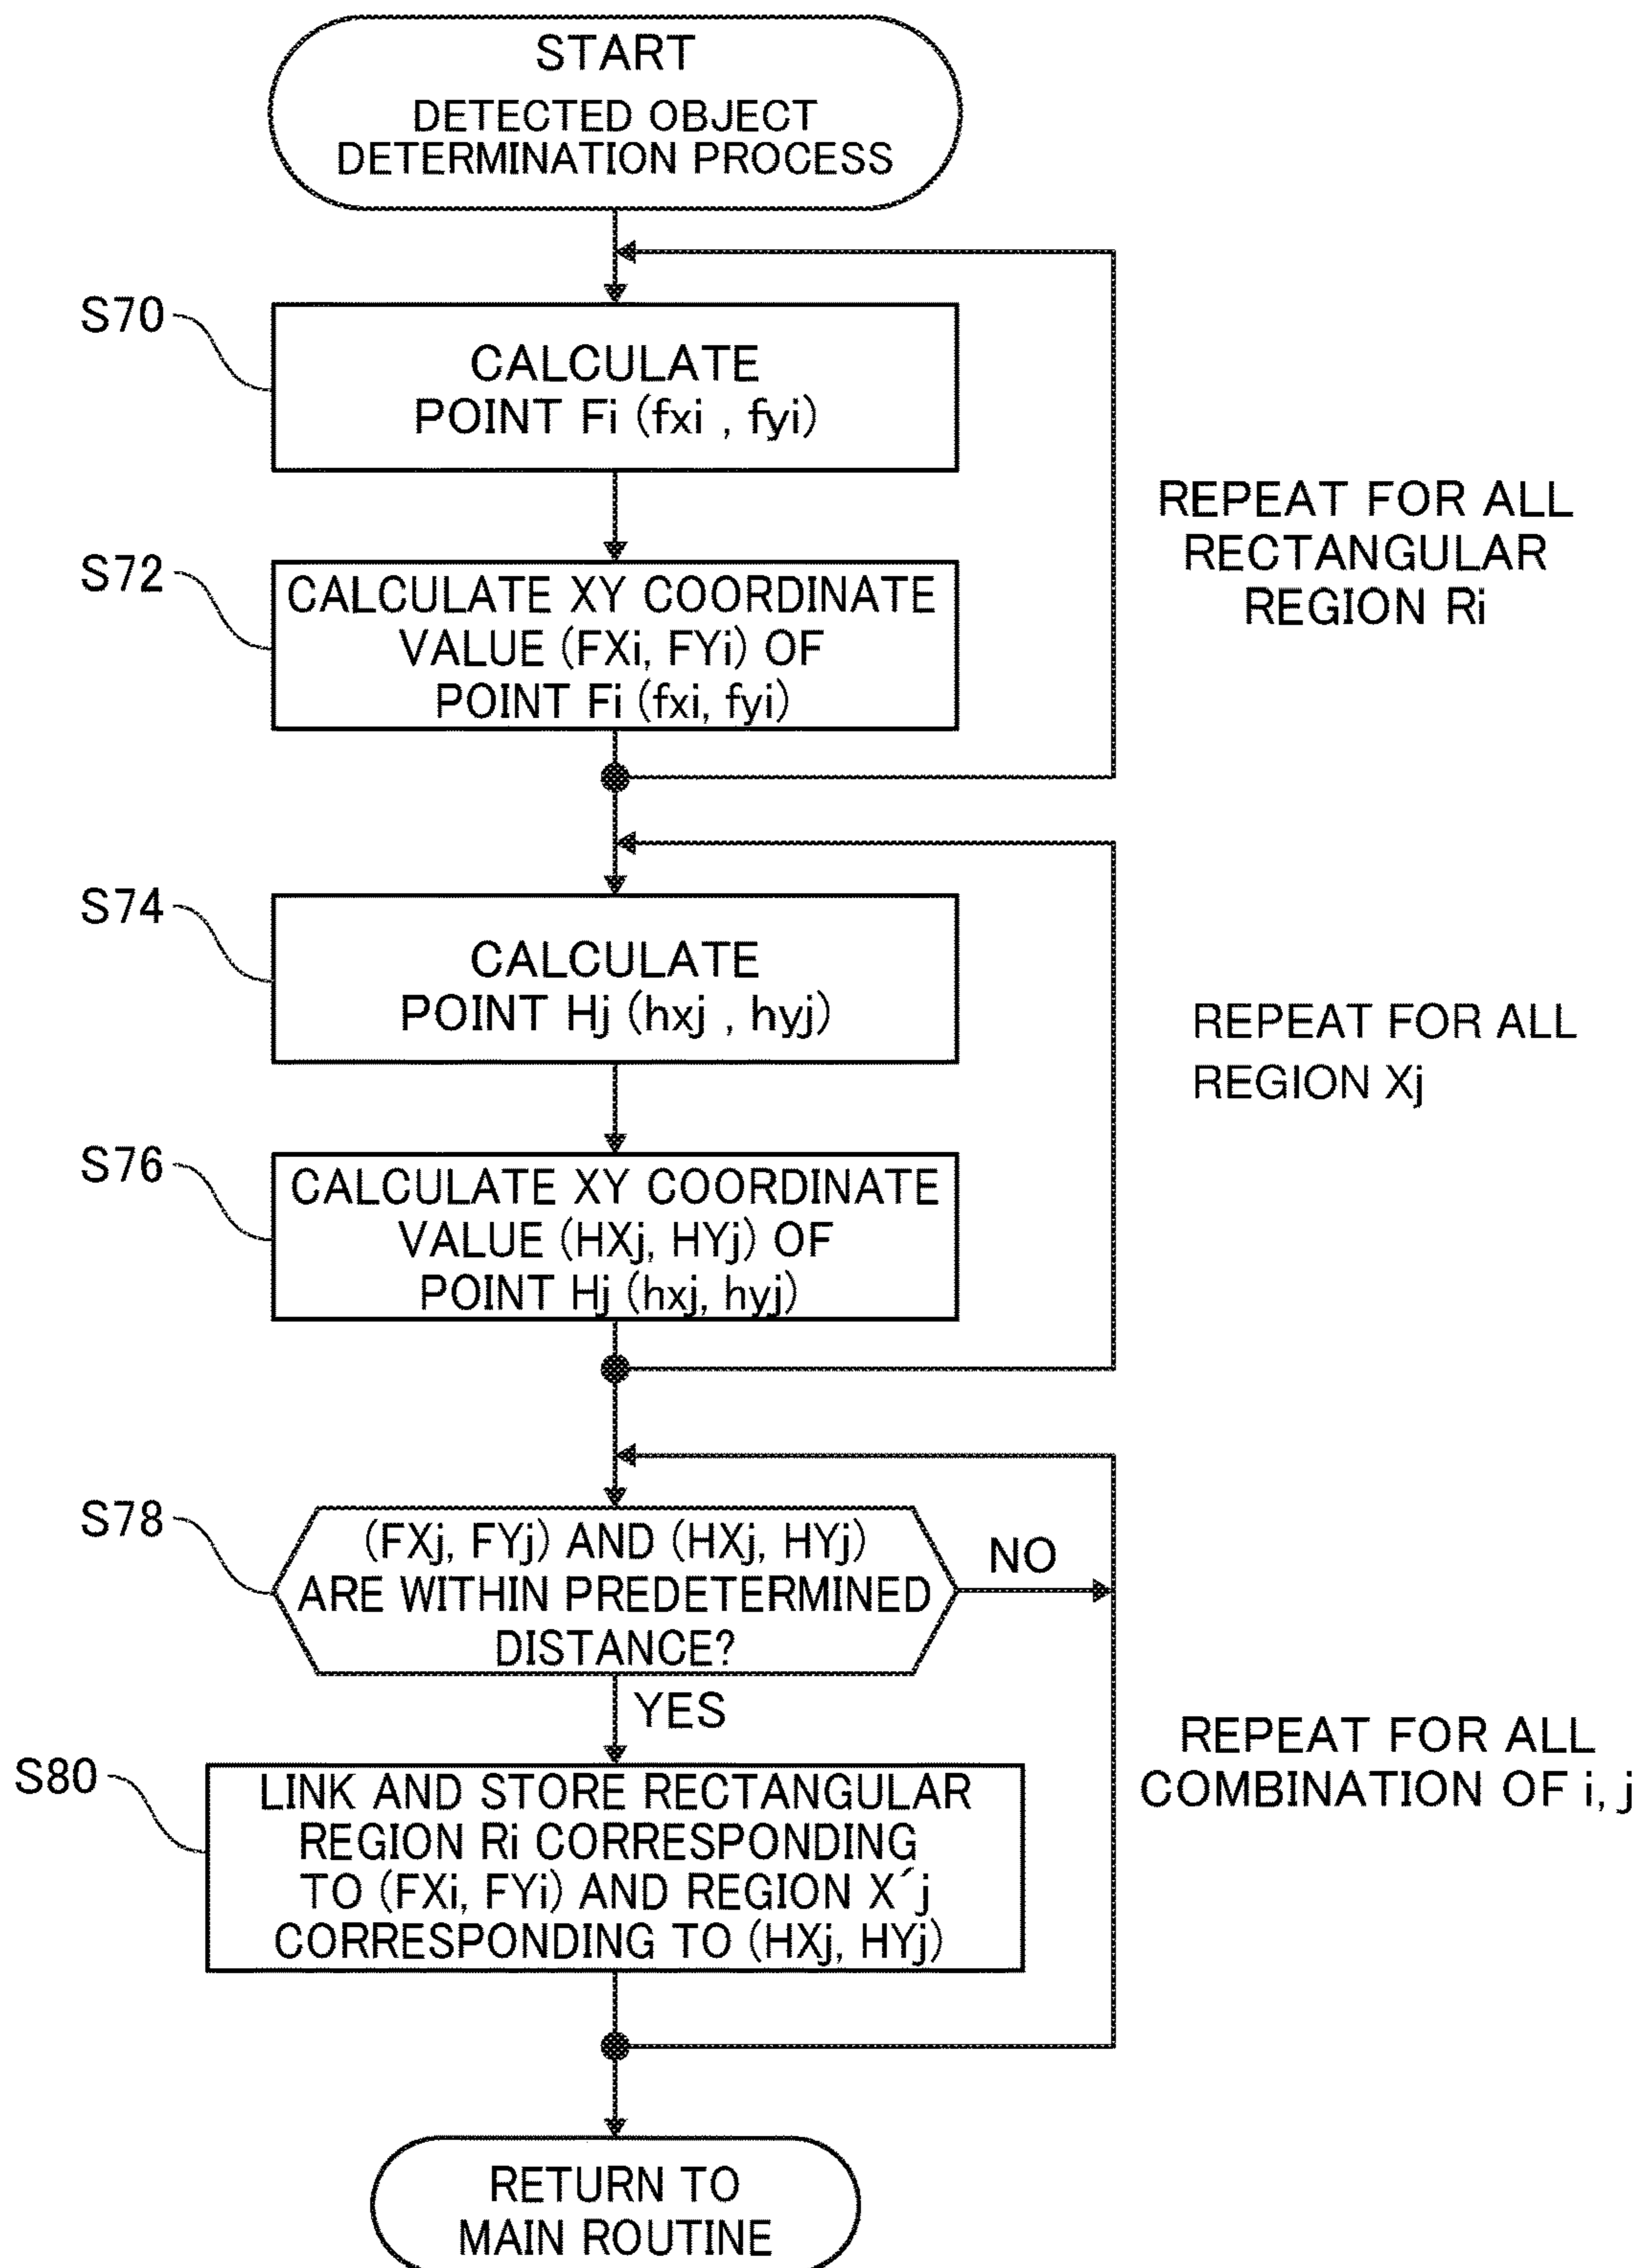 START
DETECTED OBJECT
DETERMINATION PROCESS
S70
CALCULATE
POINT Fi (fxi , fyi)
REPEAT FOR ALL
RECTANGULAR
REGION Ri
S72
CALCULATE XY COORDINATE
VALUE (FXi, FYi) OF
POINT Fi (fxi, fyi)
S74
CALCULATE
POINT Hj (hxj , hyj)
REPEAT FOR ALL
REGION Xj
S76
CALCULATE XY COORDINATE
VALUE (HXj, HYj) OF
POINT Hj (hxj, hyj)
S78
(FXj, FYj) AND (HXj, HYj)
ARE WITHIN PREDETERMINED
DISTANCE?
NO
YES
REPEAT FOR ALL
COMBINATION OF i, j
S80
LINK AND STORE RECTANGULAR
REGION Ri CORRESPONDING
TO (FXi, FYi) AND REGION X´j
CORRESPONDING TO (HXj, HYj)
RETURN TO
MAIN ROUTINE